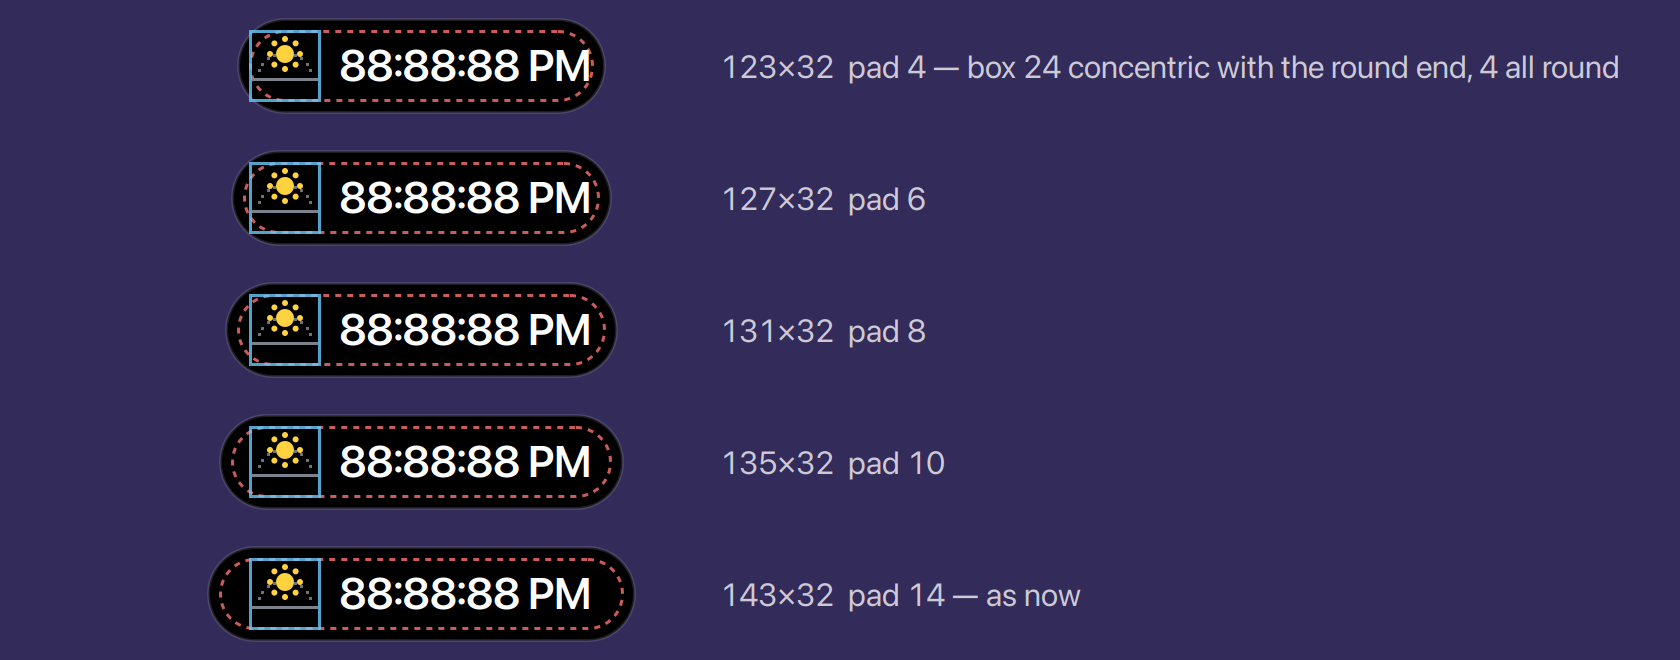 88:88:88 PM 123×32 pad 4 — box 24 concentric with the round end, 4 all round
88:88:88 PM 127×32 pad 6
88:88:88 PM 131×32 pad 8
88:88:88 PM 135×32 pad 10
88:88:88 PM 143×32 pad 14 — as now